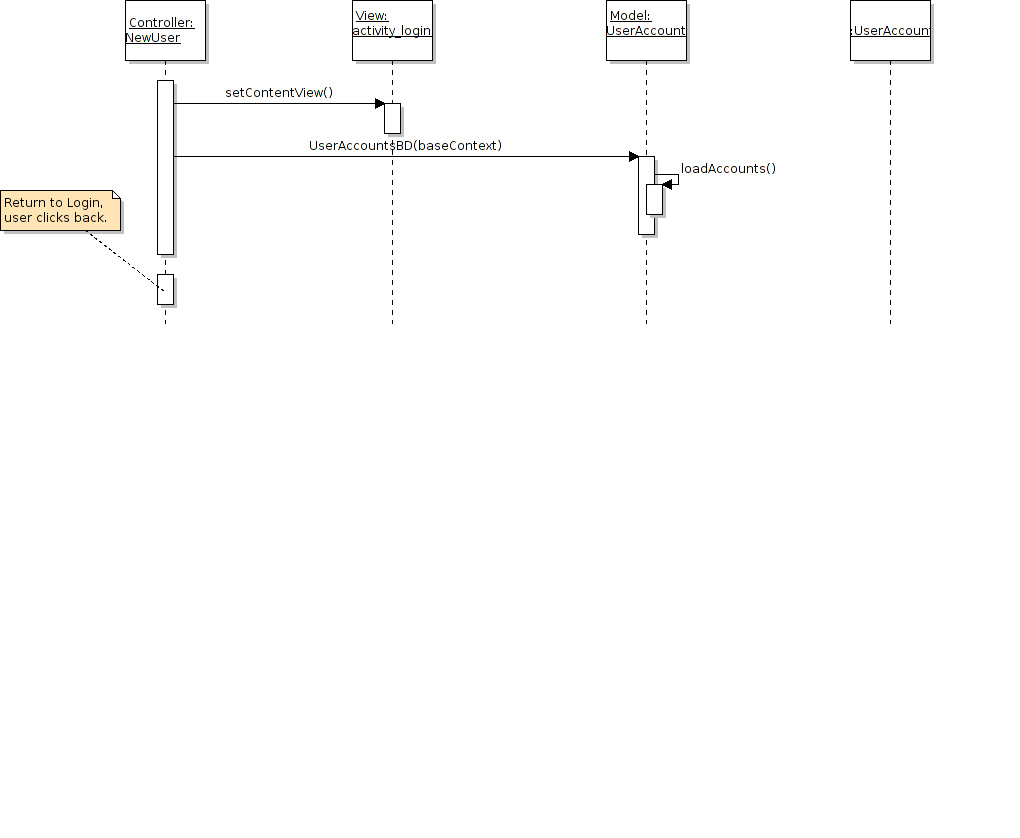 Controller:
NewUser
View:
activity_login
Model:
UserAccount
:UserAccount
setContentView()
UserAccountsBD(baseContext)
loadAccounts()
Return to Login,
user clicks back.